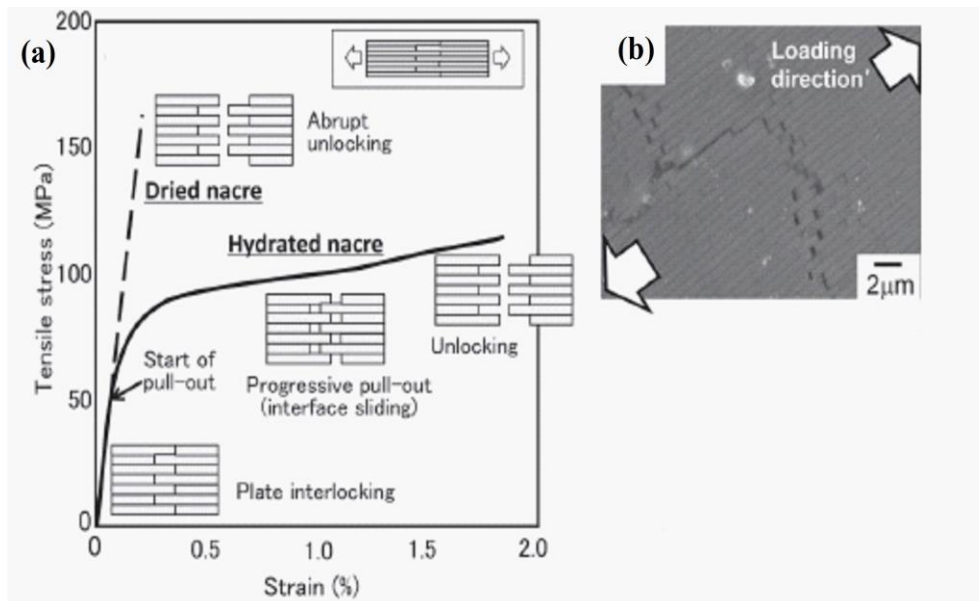 (a)
200
150
100
50
0
Tensile stress (MPa)
Abrupt
unlocking
Dried nacre
Hydrated nacre
Start of
pull-out
Progressive pull-out
(interface sliding)
Unlocking
Plate interlocking
0
0.5
1.0
1.5
2.0
Strain (%)
(b)
Loading
direction'
2μm